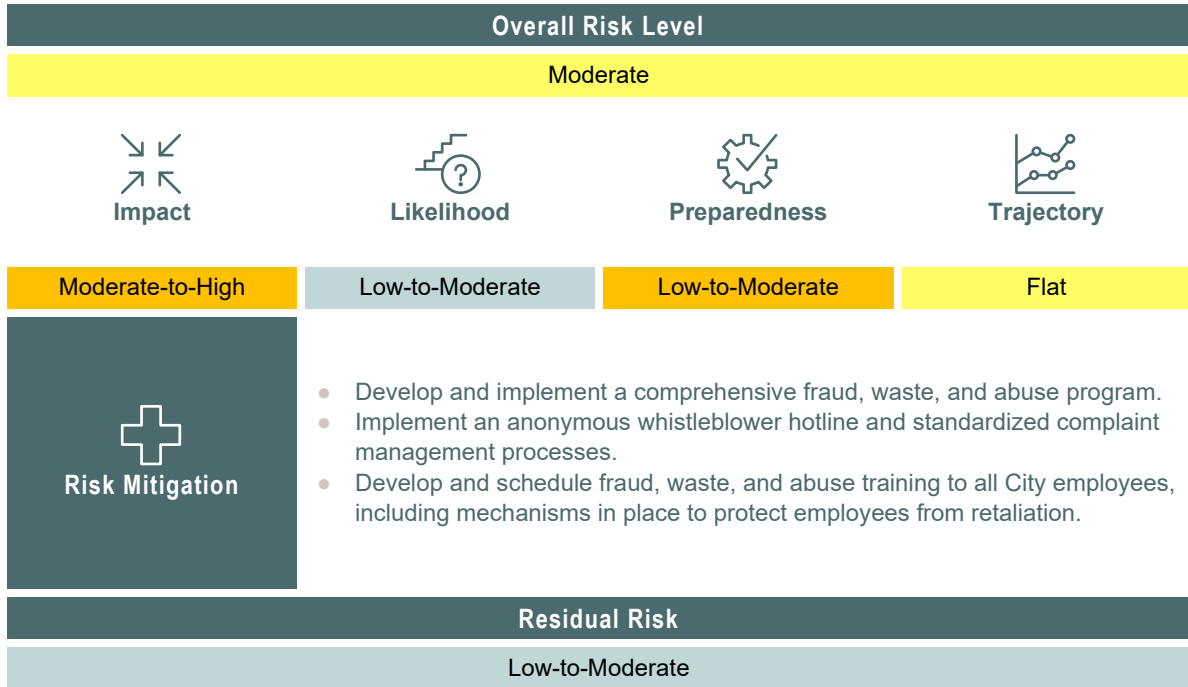 Overall Risk Level
Moderate
Impact
Likelihood
Preparedness
Trajectory
Moderate-to-High
Low-to-Moderate
Low-to-Moderate
Flat
Risk Mitigation
● Develop and implement a comprehensive fraud, waste, and abuse program.
● Implement an anonymous whistleblower hotline and standardized complaint
management processes.
● Develop and schedule fraud, waste, and abuse training to all City employees,
including mechanisms in place to protect employees from retaliation.
Residual Risk
Low-to-Moderate